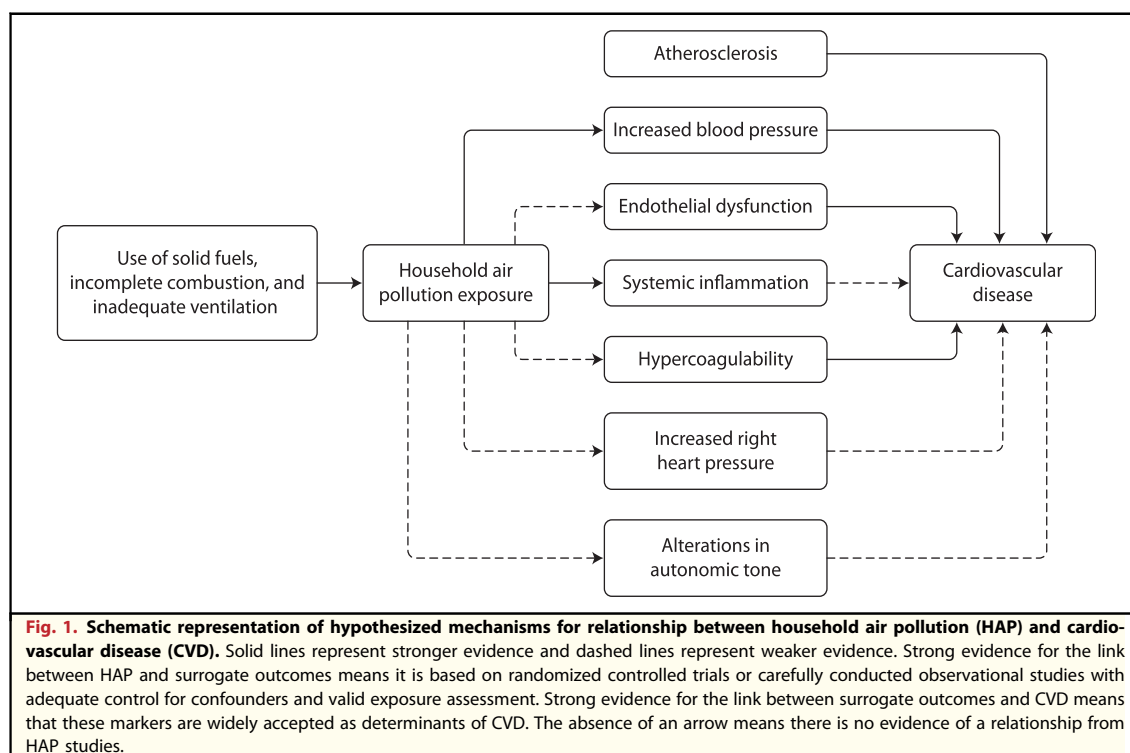 Atherosclerosis
Increased blood pressure
Endothelial dysfunction
Use of solid fuels,
incomplete combustion, and
inadequate ventilation
Household air
pollution exposure
Systemic inflammation
Cardiovascular
disease
Hypercoagulability
Increased right
heart pressure
Alterations in
autonomic tone
Fig. 1. Schematic representation of hypothesized mechanisms for relationship between household air pollution (HAP) and cardio-
vascular disease (CVD). Solid lines represent stronger evidence and dashed lines represent weaker evidence. Strong evidence for the link
between HAP and surrogate outcomes means it is based on randomized controlled trials or carefully conducted observational studies with
adequate control for confounders and valid exposure assessment. Strong evidence for the link between surrogate outcomes and CVD means
that these markers are widely accepted as determinants of CVD. The absence of an arrow means there is no evidence of a relationship from
HAP studies.